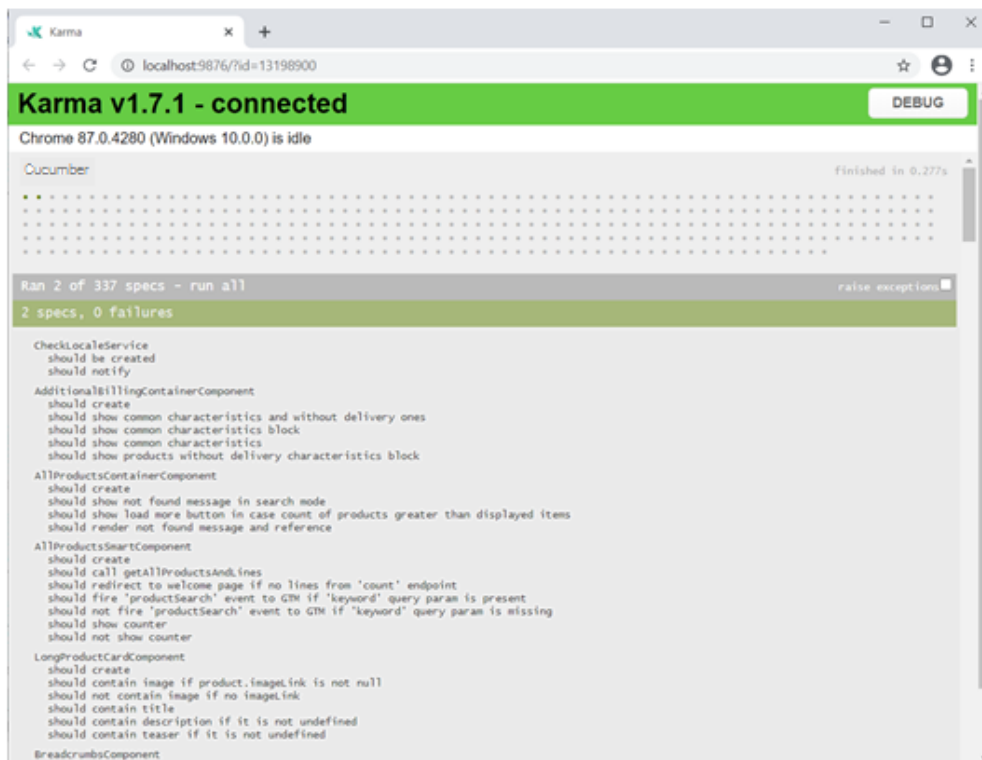 Karma
localhost:9876/?id=13198900
Karma v1.7.1 - connected
DEBUG
Chrome 87.0.4280 (Windows 10.0.0) is idle
Cucumber
finished in 0.277s
Ran 2 of 337 specs - run all
raise exceptions
2 specs, 0 failures
CheckLocaleService
should be created
should notify
AdditionalBillingContainerComponent
should create
should show common characteristics and without delivery ones
should show common characteristics block
should show common characteristics
should show products without delivery characteristics block
AllProductsContainerComponent
should create
should show not found message in search mode
should show load more button in case count of products greater than displayed items
should render not found message and reference
AllProductsSmartComponent
should create
should call getAllProductsAndLines
should redirect to welcome page if no lines from 'count' endpoint
should fire 'productSearch' event to GTM if 'keyword' query param is present
should not fire 'productSearch' event to GTM if 'keyword' query param is missing
should show counter
should not show counter
LongProductCardComponent
should create
should contain image if product.imageLink is not null
should not contain image if no imageLink
should contain title
should contain description if it is not undefined
should contain teaser if it is not undefined
BreadcrumbsComponent